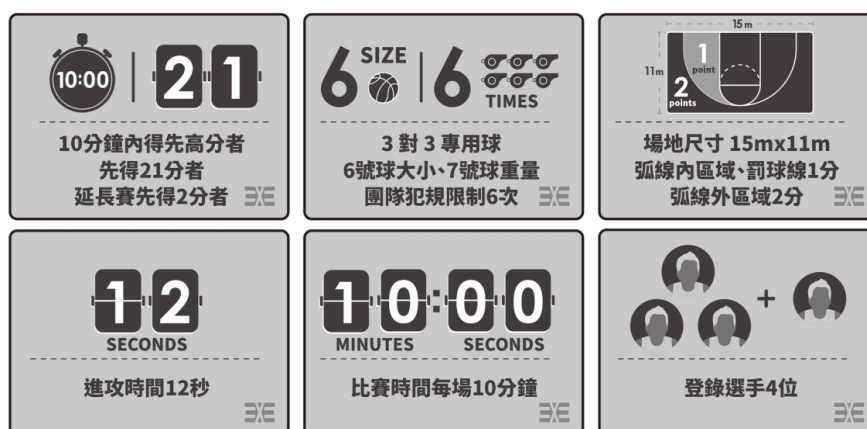 10:00
21
10分鐘內得先高分者
先得21分者
延長賽先得2分者
6 SIZE
6
TIMES
3 對 3 專用球
6號球大小、7號球重量
團隊犯規限制6次
15 m
11 m
1
point
2
points
場地尺寸 15mx11m
弧線內區域、罰球線1分
弧線外區域2分
12
SECONDS
進攻時間12秒
10:00
MINUTES SECONDS
比賽時間每場10分鐘
+
登錄選手4位